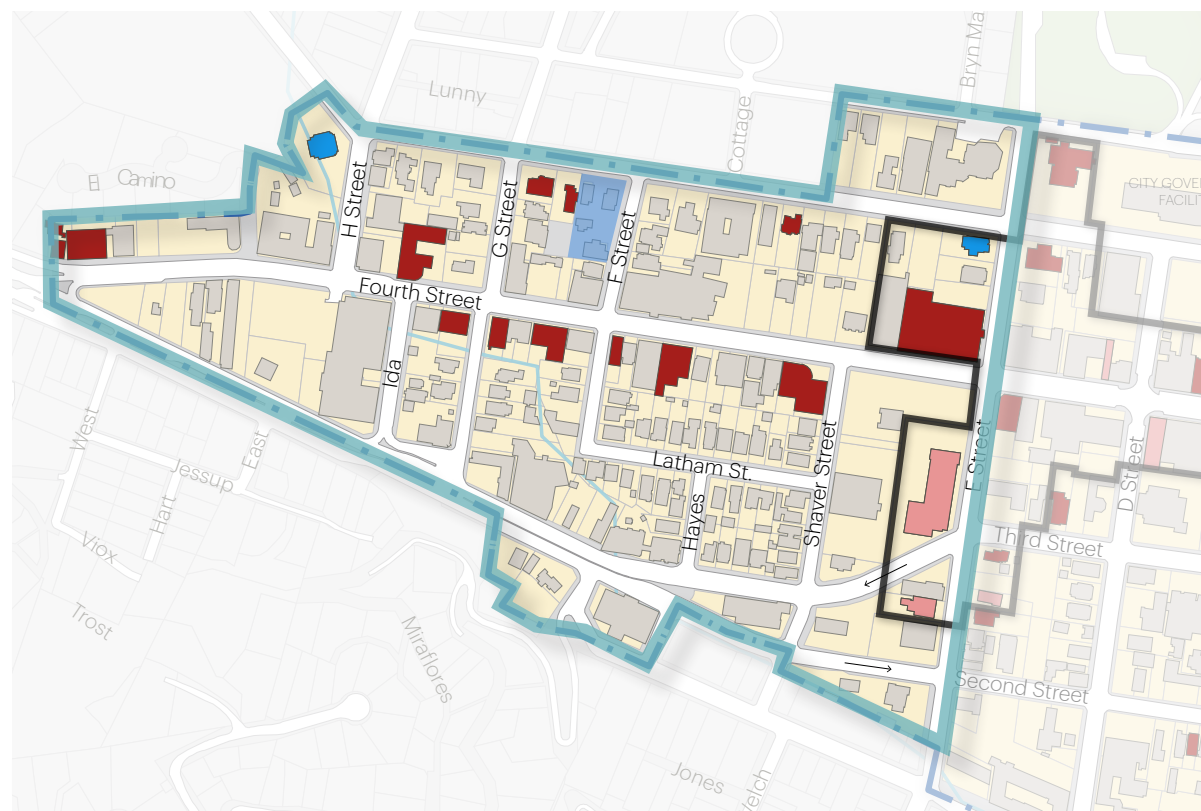 Bryn Ma
Lunny
Cottage
El Camino
CITY GOVE
FACILIT
H Street
G Street
F Street
Fourth Street
Ida
E Street
West
East
D Street
Latham St.
Shaver Street
Jessup
Hart
Hayes
Viox
Third Street
Trost
Miraflores
Second Street
Jones
Welch